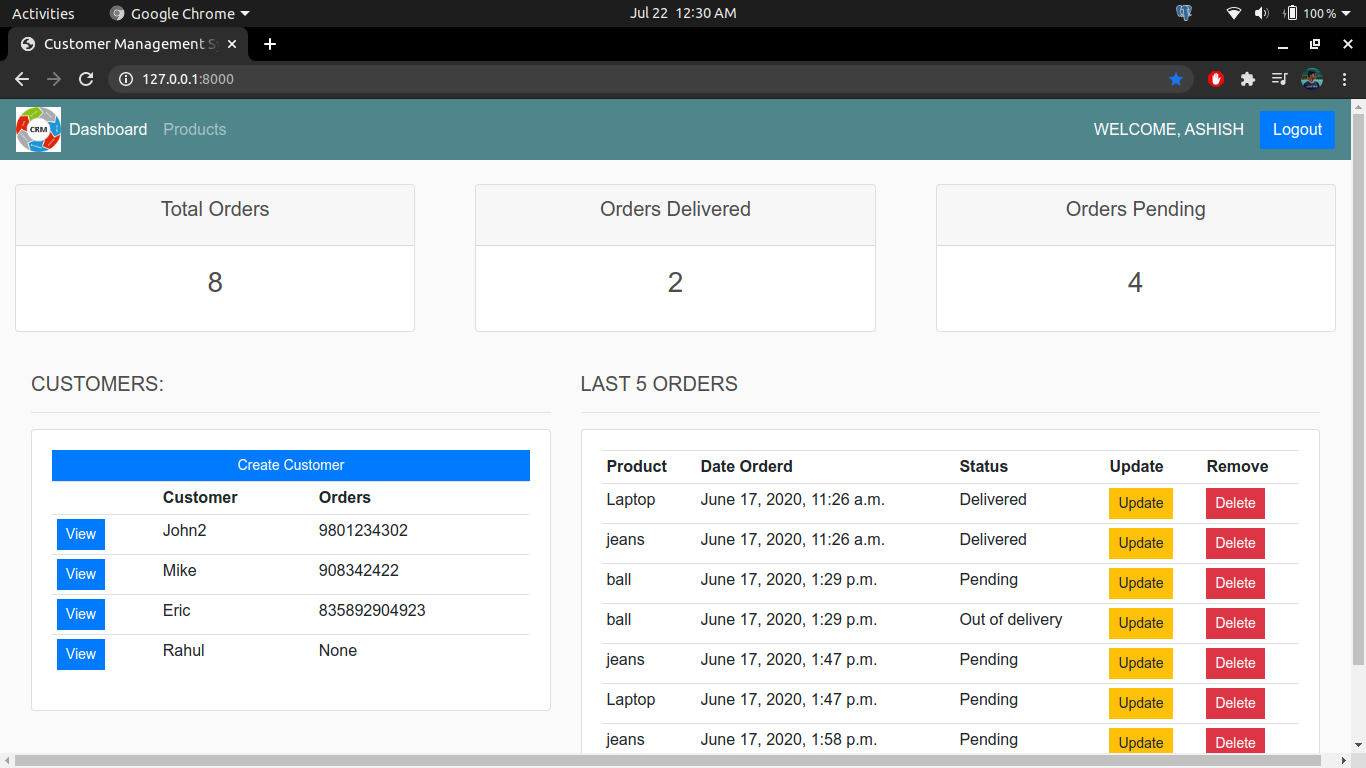 Activities Google Chrome Jul 22 12:30 AM 100 %
Customer Management S
127.0.0.1:8000
CRM Dashboard Products WELCOME, ASHISH Logout
Total Orders Orders Delivered Orders Pending
8 2 4
CUSTOMERS:
Create Customer
Customer Orders
View John2 9801234302
View Mike 908342422
View Eric 835892904923
View Rahul None
LAST 5 ORDERS
Product Date Orderd Status Update Remove
Laptop June 17, 2020, 11:26 a.m. Delivered Update Delete
jeans June 17, 2020, 11:26 a.m. Delivered Update Delete
ball June 17, 2020, 1:29 p.m. Pending Update Delete
ball June 17, 2020, 1:29 p.m. Out of delivery Update Delete
jeans June 17, 2020, 1:47 p.m. Pending Update Delete
Laptop June 17, 2020, 1:47 p.m. Pending Update Delete
jeans June 17, 2020, 1:58 p.m. Pending Update Delete